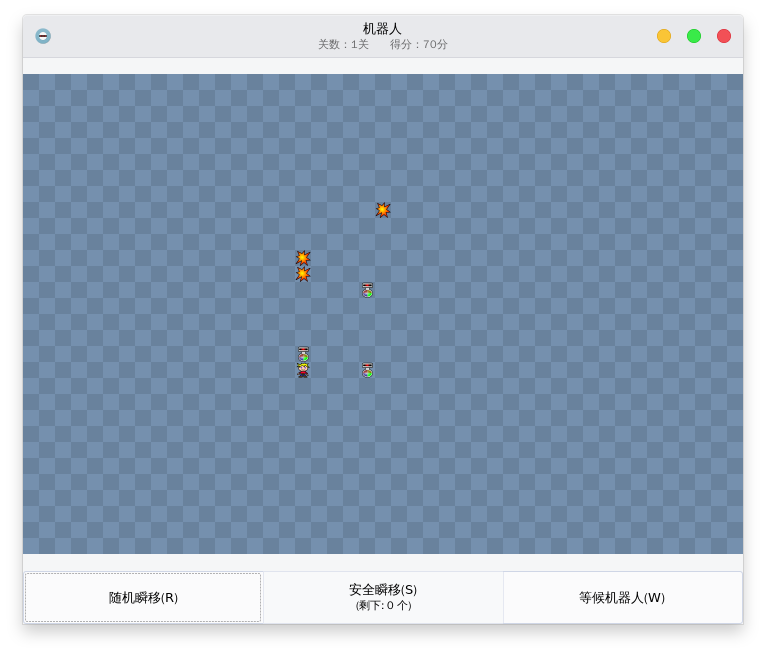 机器人
关数：1关 得分：70分
随机瞬移(R)
安全瞬移(S)
(剩下: 0 个)
等候机器人(W)